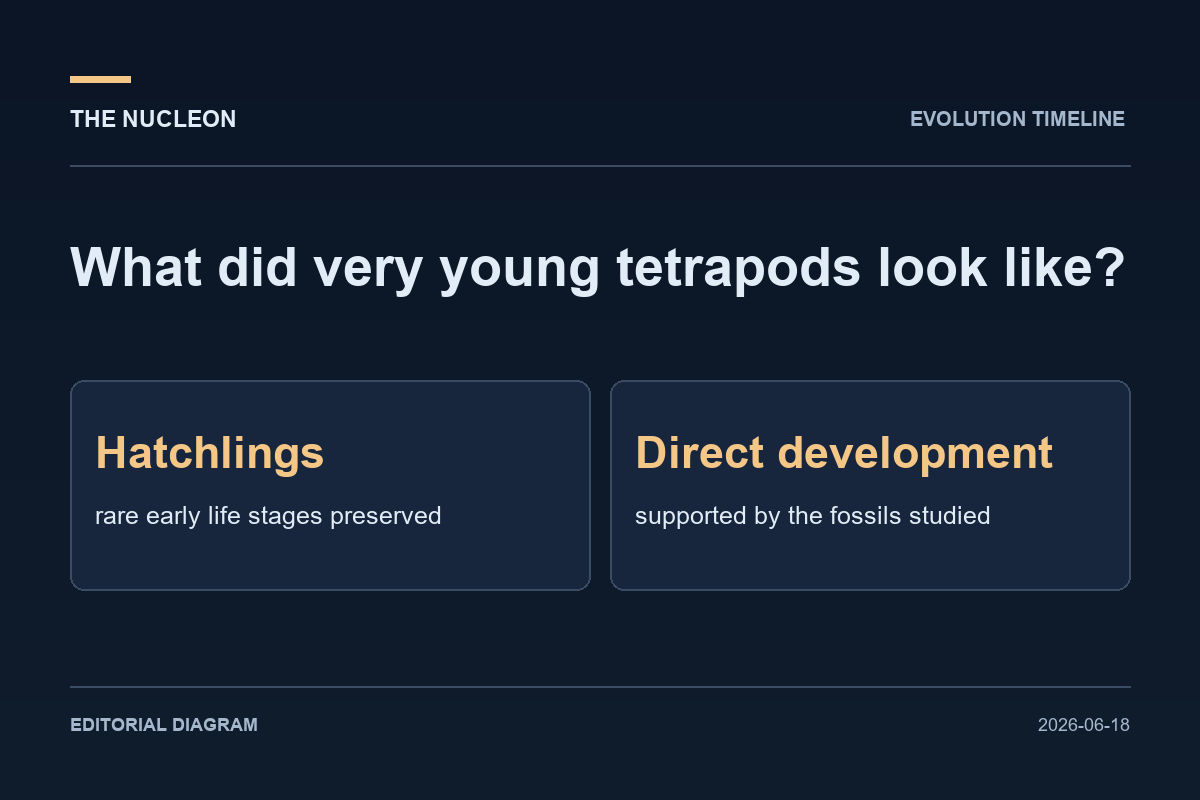 THE NUCLEON
EVOLUTION TIMELINE
What did very young tetrapods look like?
Hatchlings
rare early life stages preserved
Direct development
supported by the fossils studied
EDITORIAL DIAGRAM
2026-06-18